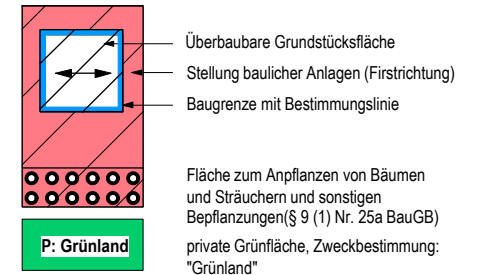 Überbaubare Grundstücksfläche
Stellung baulicher Anlagen (Firstrichtung)
Baugrenze mit Bestimmungslinie
Fläche zum Anpflanzen von Bäumen
und Sträuchern und sonstigen
Bepflanzungen(§ 9 (1) Nr. 25a BauGB)
P: Grünland
private Grünfläche, Zweckbestimmung:
"Grünland"